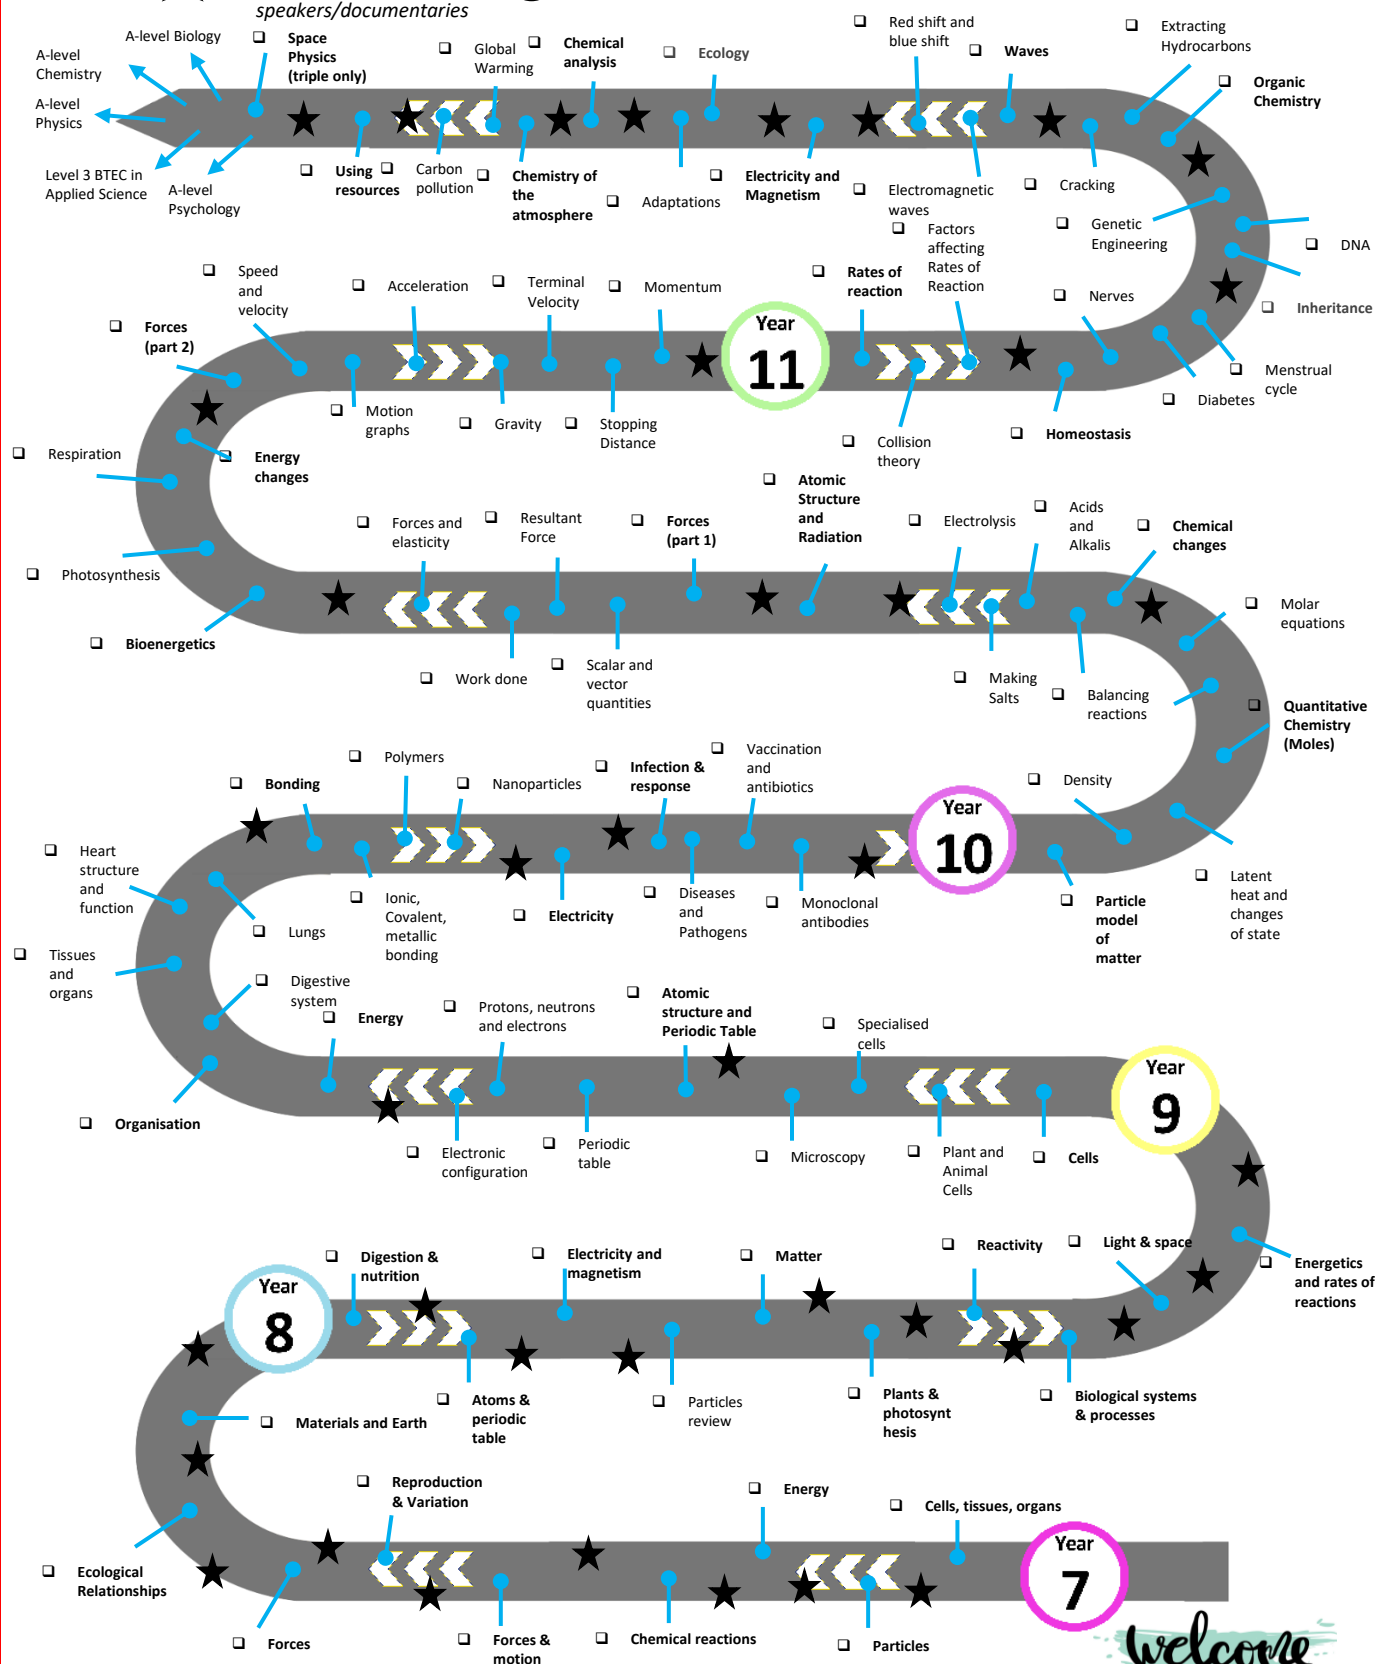 speakers/documentaries
A-level Biology
A-level
Chemistry
A-level
Physics
Level 3 BTEC in
Applied Science
A-level
Psychology
Space
Physics
(triple only)
Global
Warming
Chemical
analysis
Ecology
Red shift and
blue shift
Waves
Extracting
Hydrocarbons
Organic
Chemistry
Using
resources
Carbon
pollution
Chemistry of
the
atmosphere
Adaptations
Electricity and
Magnetism
Electromagnetic
waves
Cracking
Genetic
Engineering
DNA
Inheritance
Menstrual
cycle
Diabetes
Nerves
Homeostasis
Factors
affecting
Rates of
Reaction
Collision
theory
Rates of
reaction
Year
11
Momentum
Stopping
Distance
Terminal
Velocity
Gravity
Acceleration
Motion
graphs
Speed
and
velocity
Forces
(part 2)
Energy
changes
Respiration
Photosynthesis
Bioenergetics
Forces and
elasticity
Work done
Resultant
Force
Scalar and
vector
quantities
Forces
(part 1)
Atomic
Structure
and
Radiation
Electrolysis
Making
Salts
Acids
and
Alkalis
Balancing
reactions
Chemical
changes
Molar
equations
Quantitative
Chemistry
(Moles)
Latent
heat and
changes
of state
Density
Particle
model
of
matter
Year
10
Monoclonal
antibodies
Vaccination
and
antibiotics
Diseases
and
Pathogens
Infection &
response
Electricity
Nanoparticles
Polymers
Ionic,
Covalent,
metallic
bonding
Bonding
Lungs
Heart
structure
and
function
Tissues
and
organs
Digestive
system
Organisation
Energy
Electronic
configuration
Protons, neutrons
and electrons
Periodic
table
Atomic
structure and
Periodic Table
Microscopy
Specialised
cells
Plant and
Animal
Cells
Cells
Year
9
Energetics
and rates of
reactions
Light & space
Biological systems
& processes
Reactivity
Plants &
photosynt
hesis
Matter
Particles
review
Electricity and
magnetism
Atoms &
periodic
table
Digestion &
nutrition
Year
8
Materials and Earth
Ecological
Relationships
Forces
Reproduction
& Variation
Forces &
motion
Chemical reactions
Energy
Particles
Cells, tissues, organs
Year
7
welcome